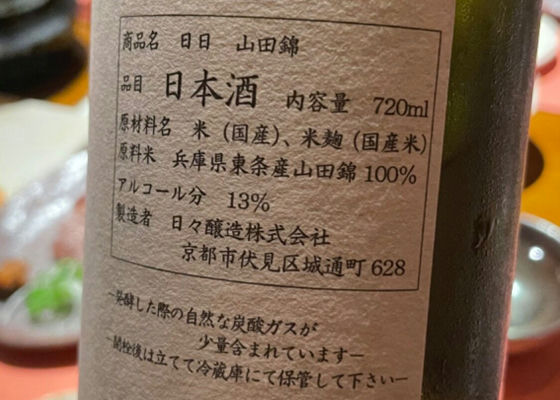 商品名 日日 山田錦
品目 日本酒 内容量 720ml
原材料名 米（国産）、米麹（国産米）
原料米 兵庫県東条産山田錦100%
アルコール分 13%
製造者 日々醸造株式会社
京都市伏見区城通町628
―発酵した際の自然な炭酸ガスが
少量含まれています―
―開栓後は立てて冷蔵庫にて保管して下さい―